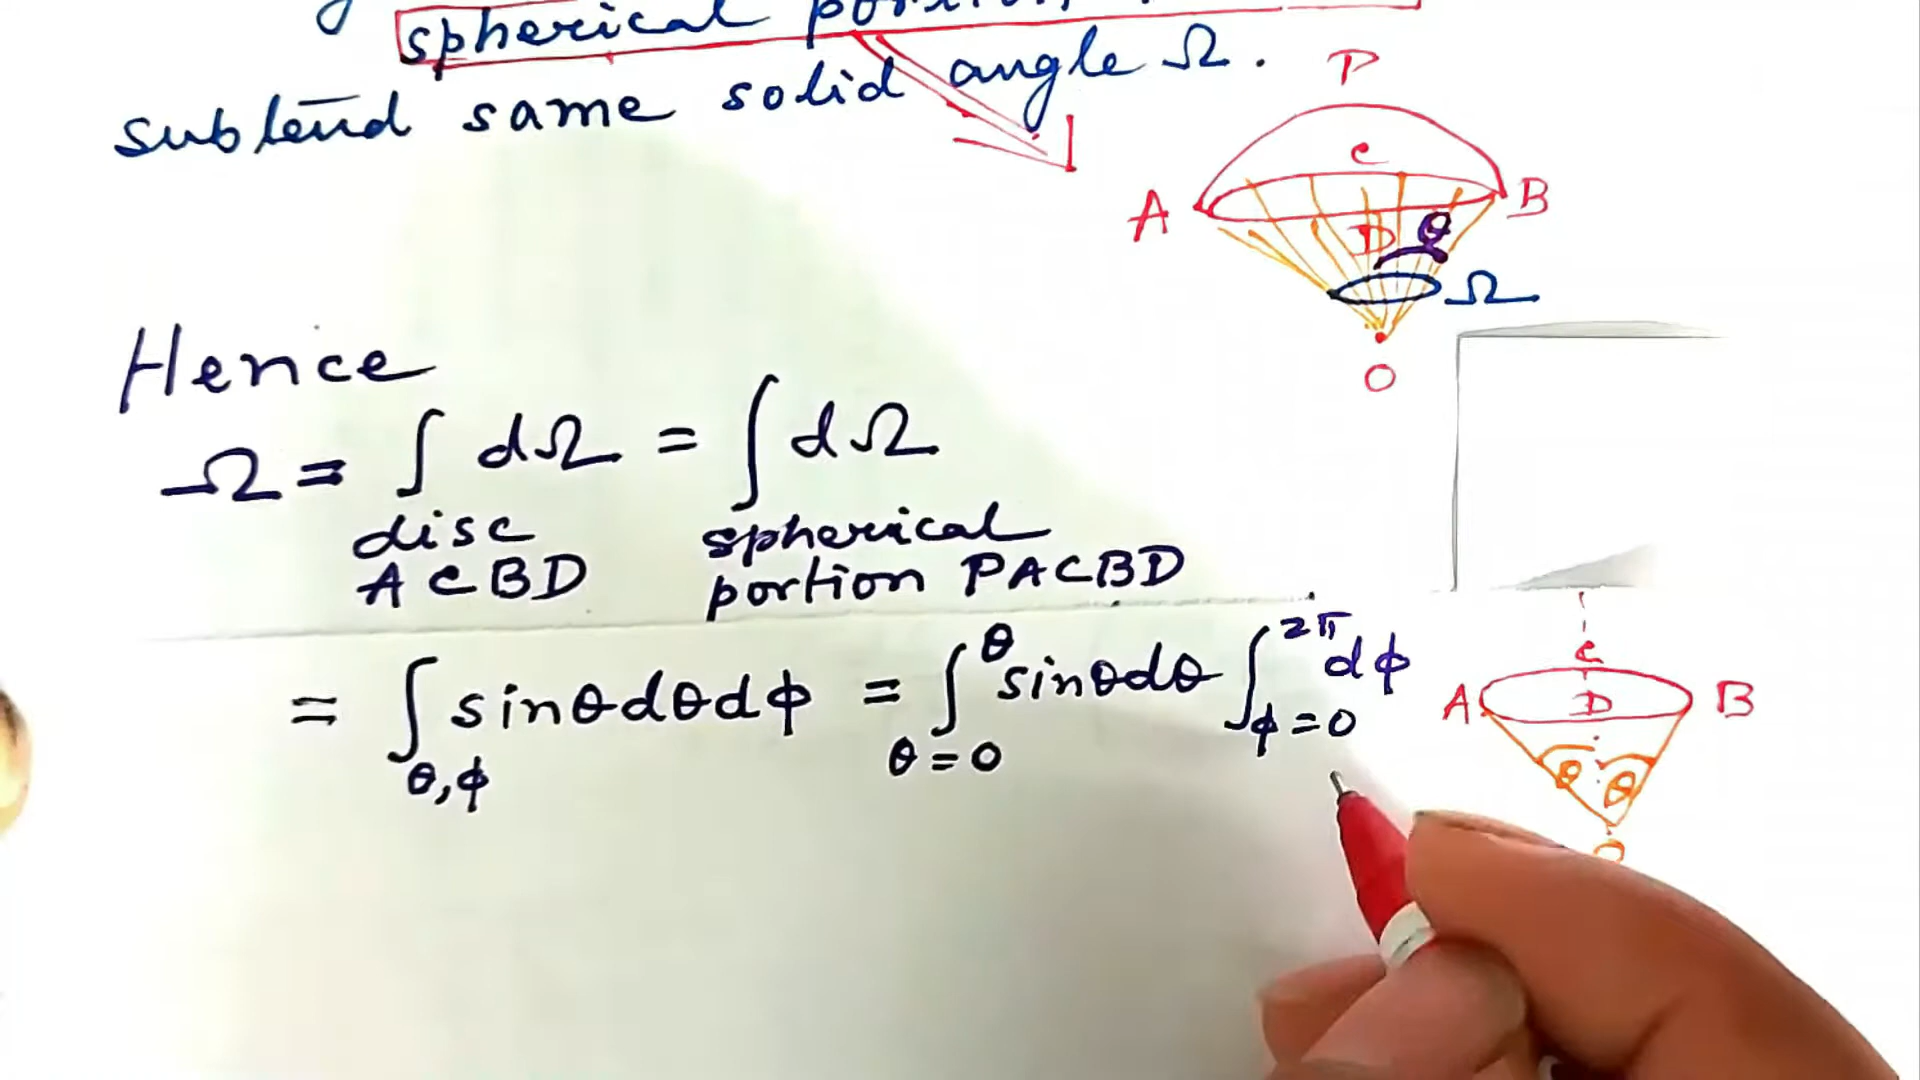 spherical portion
subtend same solid angle Ω.
P
C
A B
D θ
Ω
O
Hence
Ω = ∫ dΩ = ∫ dΩ
disc spherical
ACBD portion PACBD
= ∫ sinθdθdϕ = ∫ θ sinθdθ ∫ 2π dϕ
θ,ϕ θ=0 ϕ=0
C
A D B
θ θ
O